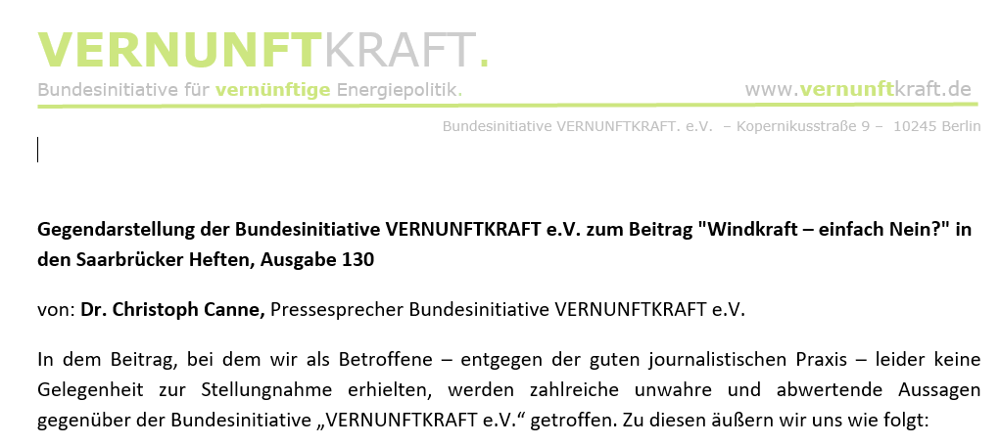 VERNUNFTKRAFT.
Bundesinitiative für vernünftige Energiepolitik.
www.vernunftkraft.de
Bundesinitiative VERNUNFTKRAFT. e.V. – Kopernikusstraße 9 – 10245 Berlin
Gegendarstellung der Bundesinitiative VERNUNFTKRAFT e.V. zum Beitrag "Windkraft – einfach Nein?" in
den Saarbrücker Heften, Ausgabe 130
von: Dr. Christoph Canne, Pressesprecher Bundesinitiative VERNUNFTKRAFT e.V.
In dem Beitrag, bei dem wir als Betroffene – entgegen der guten journalistischen Praxis – leider keine
Gelegenheit zur Stellungnahme erhielten, werden zahlreiche unwahre und abwertende Aussagen
gegenüber der Bundesinitiative „VERNUNFTKRAFT e.V.“ getroffen. Zu diesen äußern wir uns wie folgt: